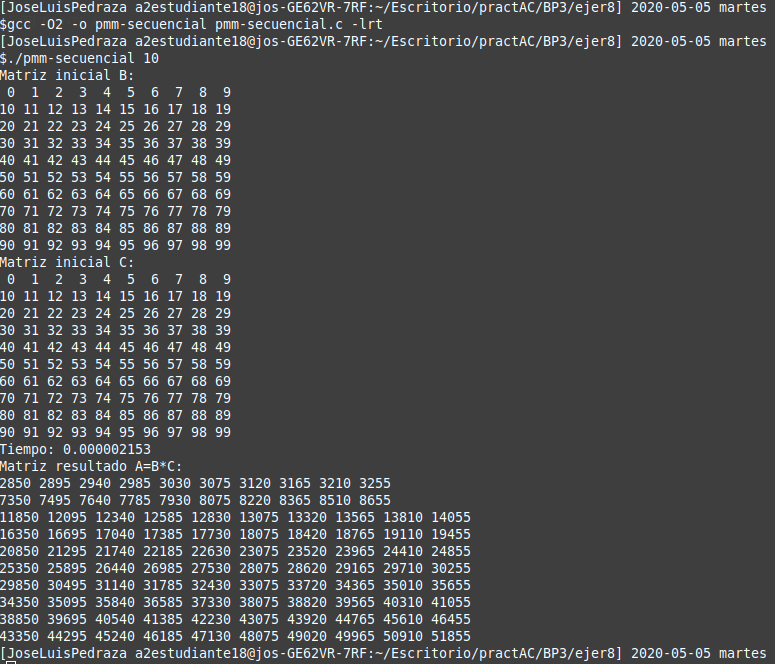 [JoseLuisPedraza a2estudiante18@jos-GE62VR-7RF:~/Escritorio/practAC/BP3/ejer8] 2020-05-05 martes
$gcc -O2 -o pmm-secuencial pmm-secuencial.c -lrt
[JoseLuisPedraza a2estudiante18@jos-GE62VR-7RF:~/Escritorio/practAC/BP3/ejer8] 2020-05-05 martes
$./pmm-secuencial 10
Matriz inicial B:
 0  1  2  3  4  5  6  7  8  9
10 11 12 13 14 15 16 17 18 19
20 21 22 23 24 25 26 27 28 29
30 31 32 33 34 35 36 37 38 39
40 41 42 43 44 45 46 47 48 49
50 51 52 53 54 55 56 57 58 59
60 61 62 63 64 65 66 67 68 69
70 71 72 73 74 75 76 77 78 79
80 81 82 83 84 85 86 87 88 89
90 91 92 93 94 95 96 97 98 99
Matriz inicial C:
 0  1  2  3  4  5  6  7  8  9
10 11 12 13 14 15 16 17 18 19
20 21 22 23 24 25 26 27 28 29
30 31 32 33 34 35 36 37 38 39
40 41 42 43 44 45 46 47 48 49
50 51 52 53 54 55 56 57 58 59
60 61 62 63 64 65 66 67 68 69
70 71 72 73 74 75 76 77 78 79
80 81 82 83 84 85 86 87 88 89
90 91 92 93 94 95 96 97 98 99
Tiempo: 0.000002153
Matriz resultado A=B*C:
2850 2895 2940 2985 3030 3075 3120 3165 3210 3255
7350 7495 7640 7785 7930 8075 8220 8365 8510 8655
11850 12095 12340 12585 12830 13075 13320 13565 13810 14055
16350 16695 17040 17385 17730 18075 18420 18765 19110 19455
20850 21295 21740 22185 22630 23075 23520 23965 24410 24855
25350 25895 26440 26985 27530 28075 28620 29165 29710 30255
29850 30495 31140 31785 32430 33075 33720 34365 35010 35655
34350 35095 35840 36585 37330 38075 38820 39565 40310 41055
38850 39695 40540 41385 42230 43075 43920 44765 45610 46455
43350 44295 45240 46185 47130 48075 49020 49965 50910 51855
[JoseLuisPedraza a2estudiante18@jos-GE62VR-7RF:~/Escritorio/practAC/BP3/ejer8] 2020-05-05 martes